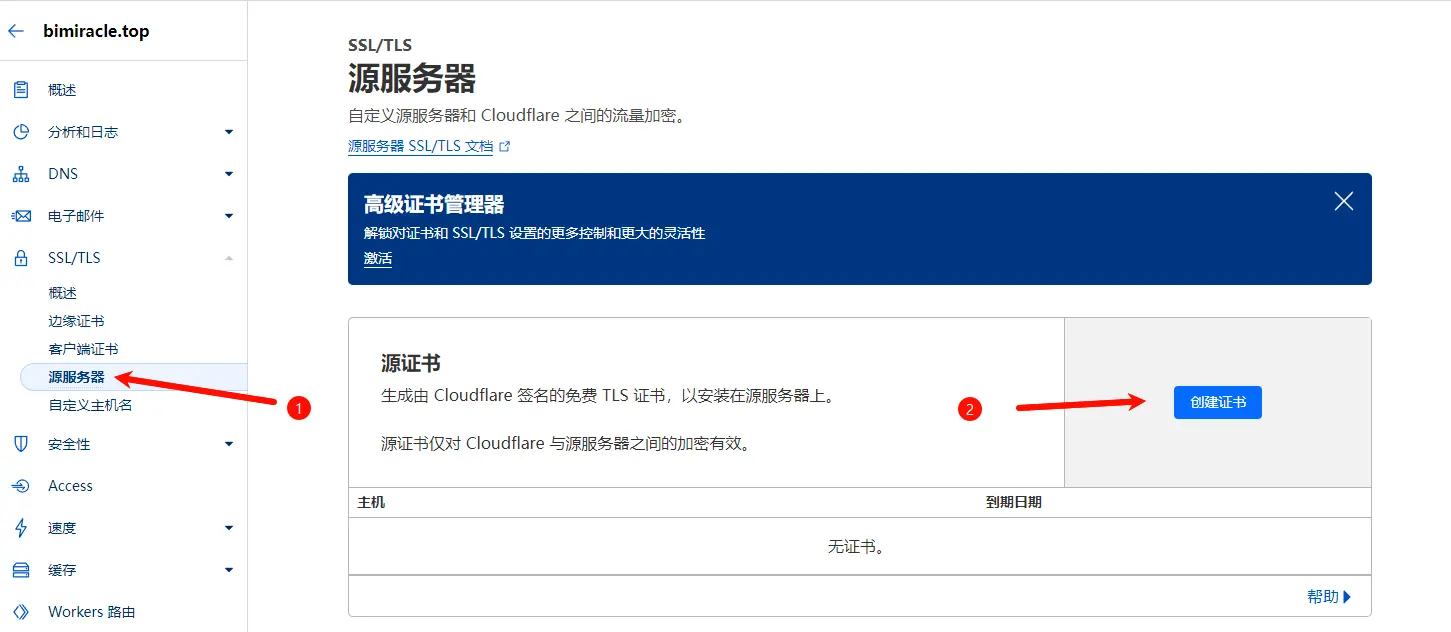 bimiracle.top
概述
分析和日志
DNS
电子邮件
SSL/TLS
概述
边缘证书
客户端证书
源服务器
自定义主机名
安全性
Access
速度
缓存
Workers 路由
SSL/TLS
源服务器
自定义源服务器和 Cloudflare 之间的流量加密。
源服务器 SSL/TLS 文档
高级证书管理器
解锁对证书和 SSL/TLS 设置的更多控制和更大的灵活性
激活
源证书
生成由 Cloudflare 签名的免费 TLS 证书，以安装在源服务器上。
源证书仅对 Cloudflare 与源服务器之间的加密有效。
1
2
创建证书
主机 到期日期
无证书。
帮助